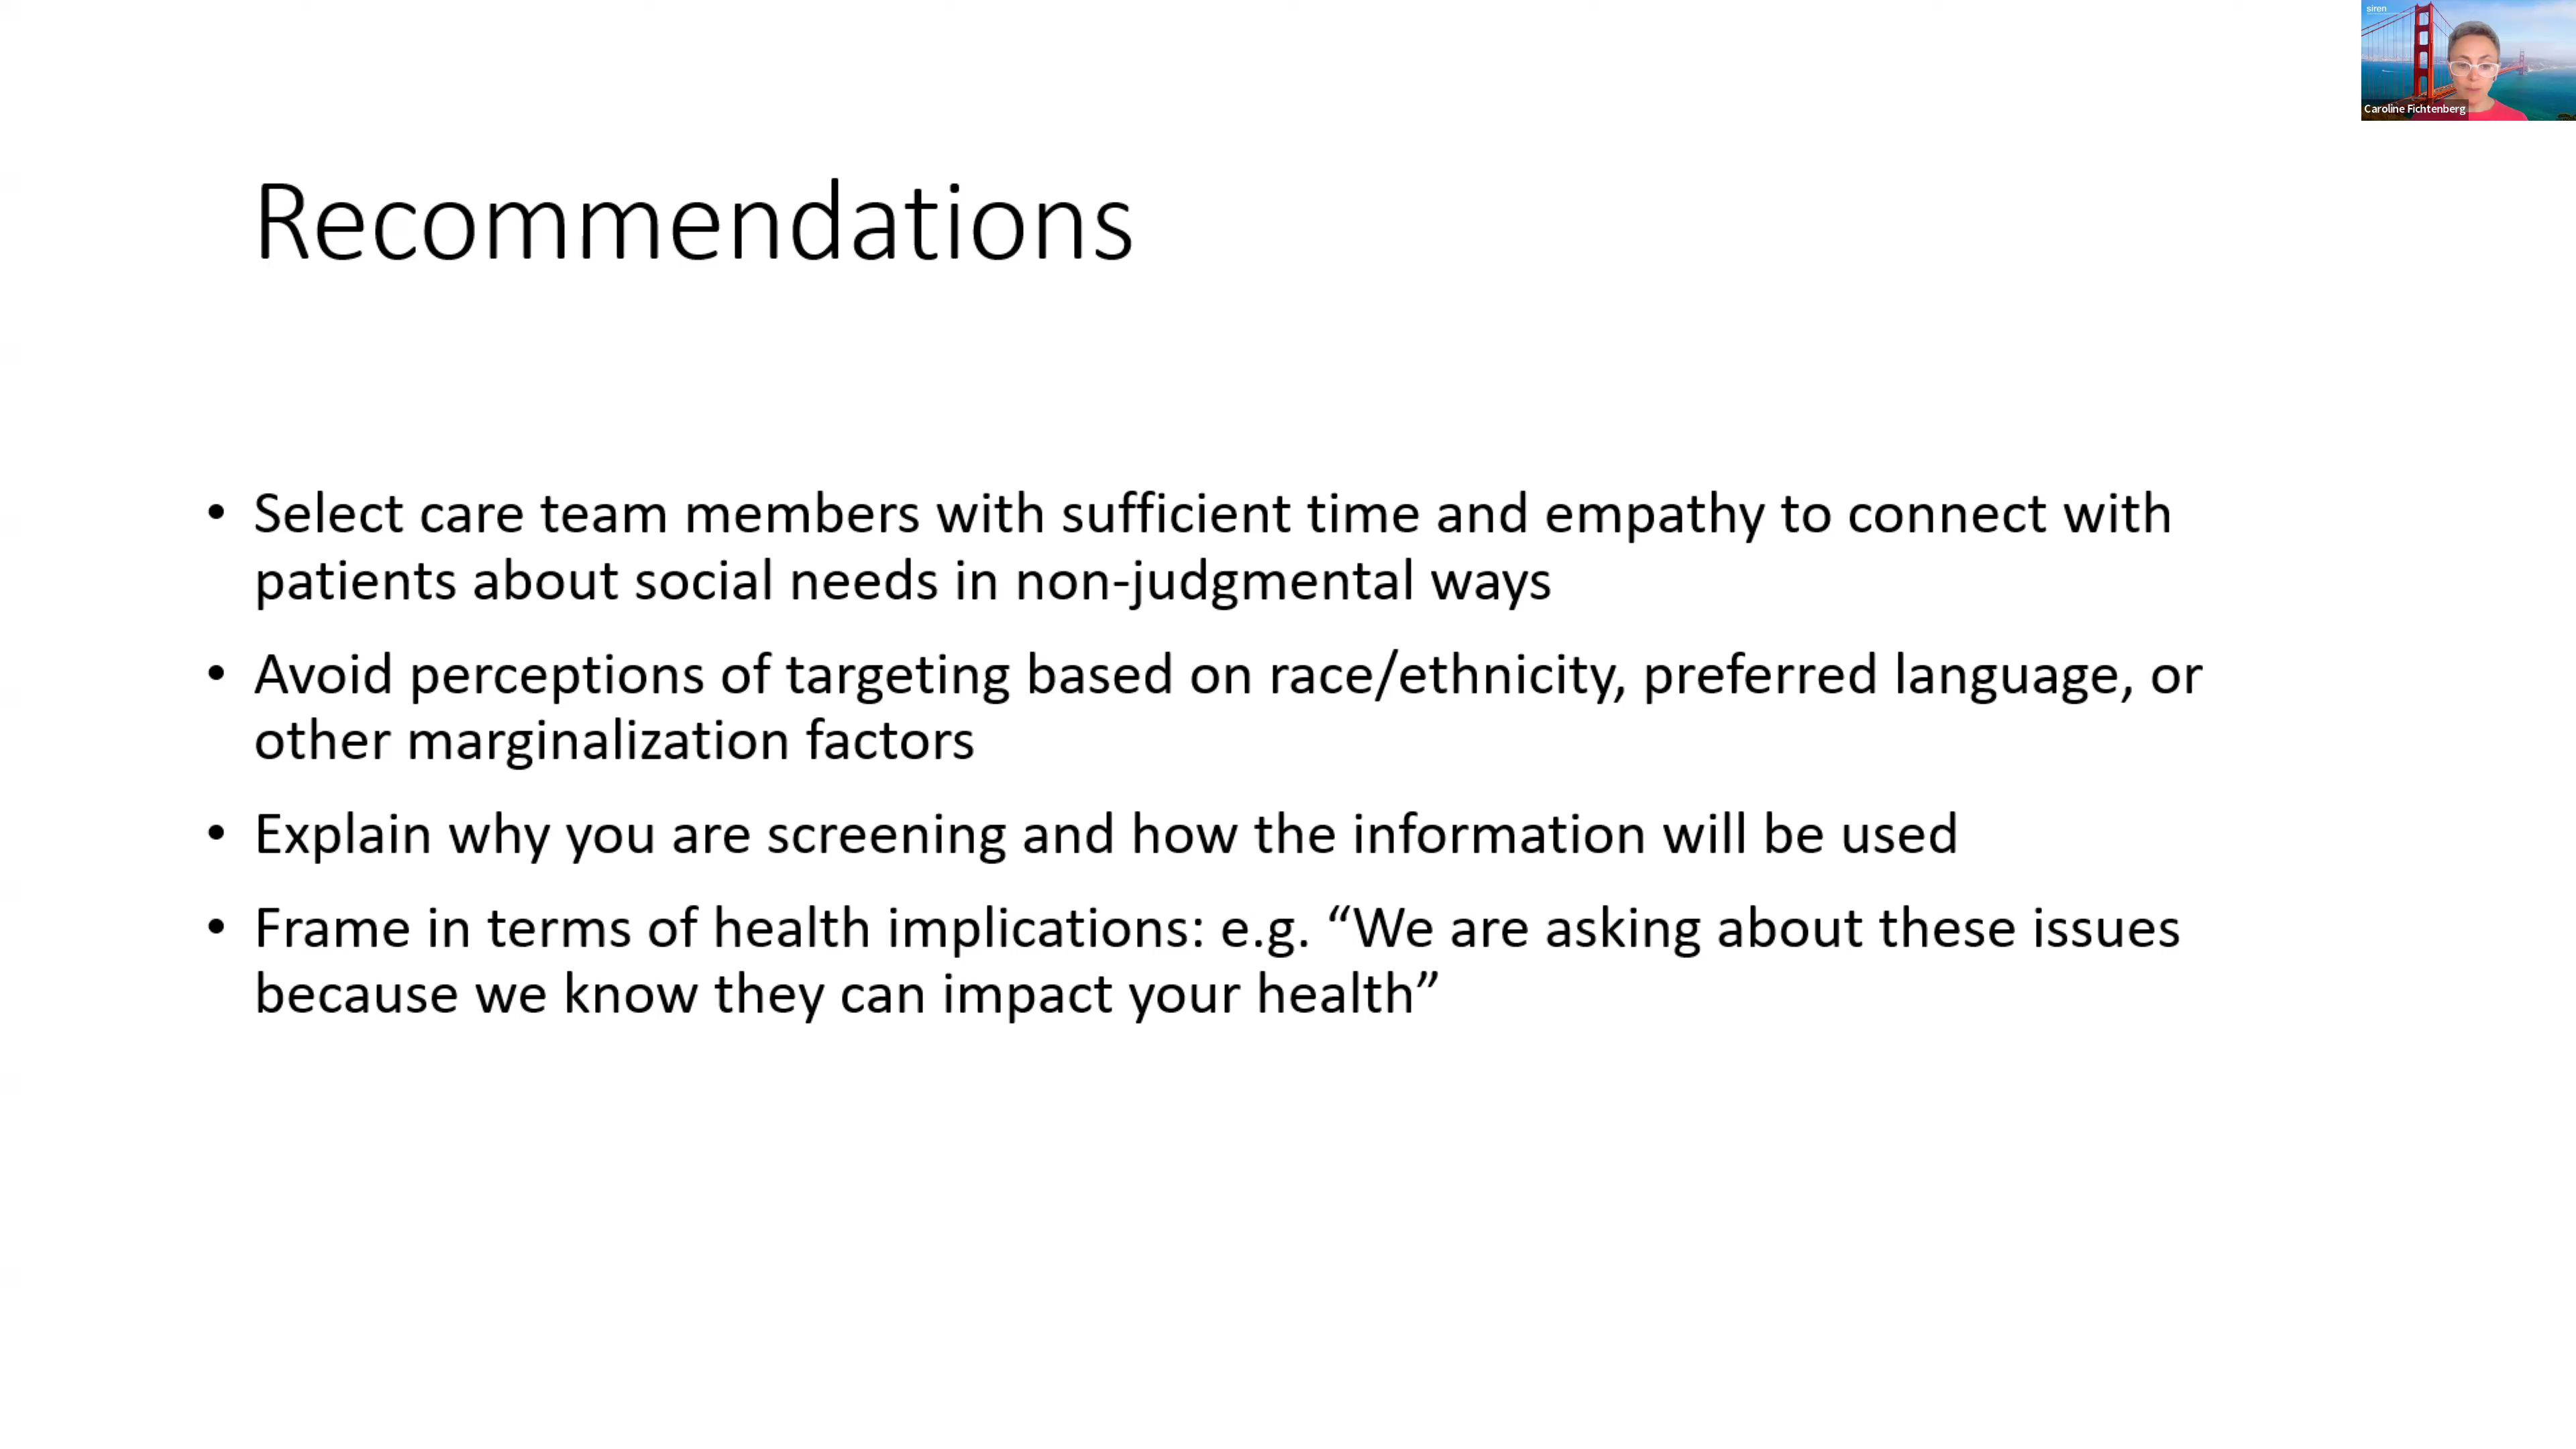 siren
Caroline Fichtenberg
Recommendations
• Select care team members with sufficient time and empathy to connect with
patients about social needs in non-judgmental ways
• Avoid perceptions of targeting based on race/ethnicity, preferred language, or
other marginalization factors
• Explain why you are screening and how the information will be used
• Frame in terms of health implications: e.g. “We are asking about these issues
because we know they can impact your health”